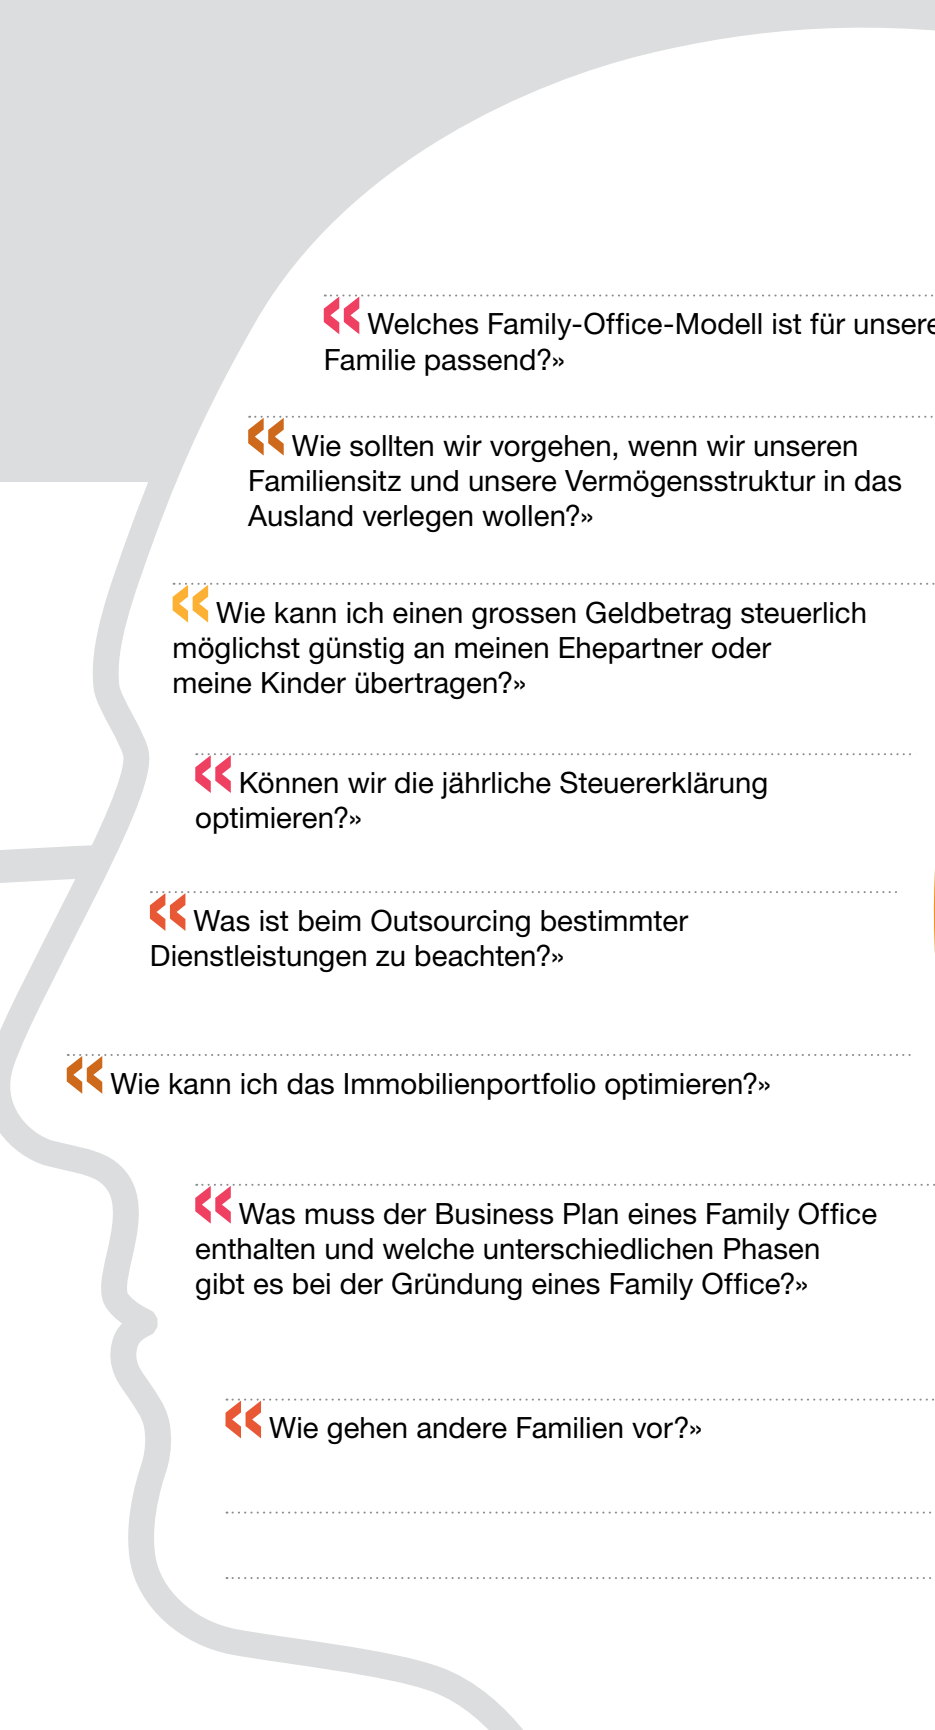 «Welches Family-Office-Modell ist für unsere
Familie passend?»
«Wie sollten wir vorgehen, wenn wir unseren
Familiensitz und unsere Vermögensstruktur in das
Ausland verlegen wollen?»
«Wie kann ich einen grossen Geldbetrag steuerlich
möglichst günstig an meinen Ehepartner oder
meine Kinder übertragen?»
«Können wir die jährliche Steuererklärung
optimieren?»
«Was ist beim Outsourcing bestimmter
Dienstleistungen zu beachten?»
«Wie kann ich das Immobilienportfolio optimieren?»
«Was muss der Business Plan eines Family Office
enthalten und welche unterschiedlichen Phasen
gibt es bei der Gründung eines Family Office?»
«Wie gehen andere Familien vor?»